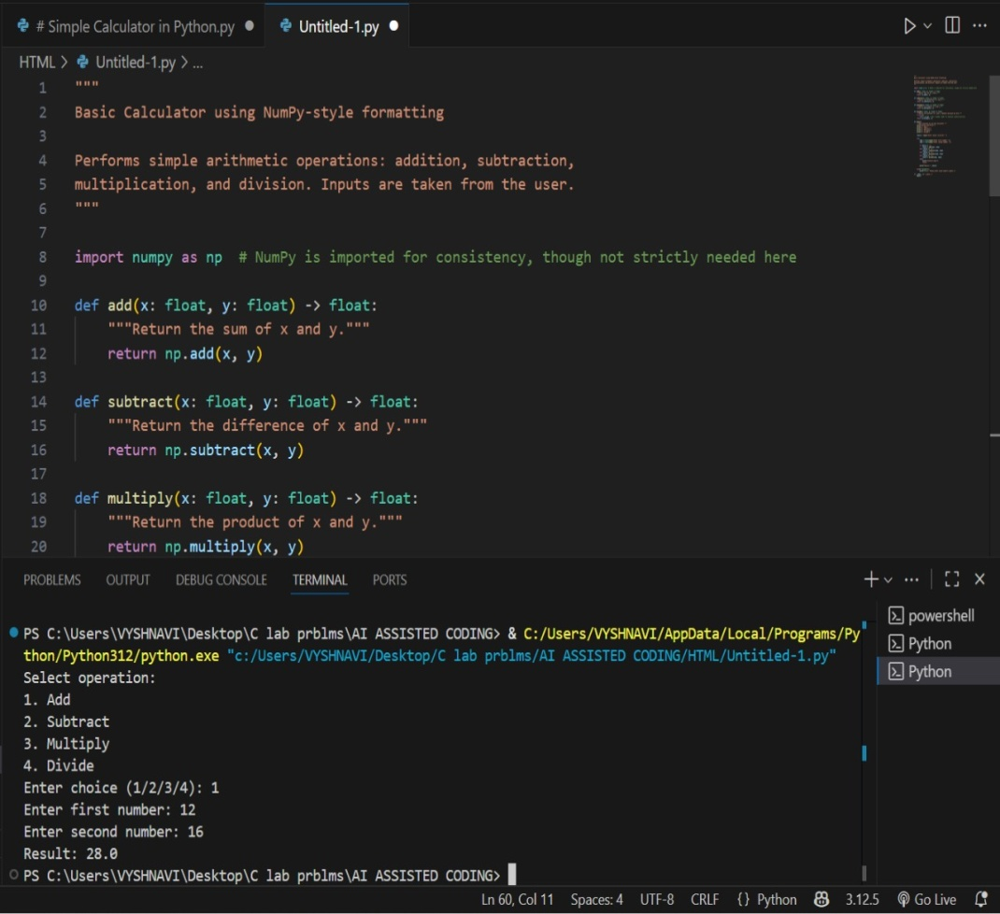 # Simple Calculator in Python.py ●
Untitled-1.py ●
HTML > Untitled-1.py > ...
1 """
2 Basic Calculator using NumPy-style formatting
3
4 Performs simple arithmetic operations: addition, subtraction,
5 multiplication, and division. Inputs are taken from the user.
6 """
7
8 import numpy as np  # NumPy is imported for consistency, though not strictly needed here
9
10 def add(x: float, y: float) -> float:
11     """Return the sum of x and y."""
12     return np.add(x, y)
13
14 def subtract(x: float, y: float) -> float:
15     """Return the difference of x and y."""
16     return np.subtract(x, y)
17
18 def multiply(x: float, y: float) -> float:
19     """Return the product of x and y."""
20     return np.multiply(x, y)
PROBLEMS OUTPUT DEBUG CONSOLE TERMINAL PORTS
PS C:\Users\VYSHNAVI\Desktop\C lab prblms\AI ASSISTED CODING> & C:/Users/VYSHNAVI/AppData/Local/Programs/Py
thon/Python312/python.exe "c:/Users/VYSHNAVI/Desktop/C lab prblms/AI ASSISTED CODING/HTML/Untitled-1.py"
Select operation:
1. Add
2. Subtract
3. Multiply
4. Divide
Enter choice (1/2/3/4): 1
Enter first number: 12
Enter second number: 16
Result: 28.0
PS C:\Users\VYSHNAVI\Desktop\C lab prblms\AI ASSISTED CODING>
powershell
Python
Python
Ln 60, Col 11 Spaces: 4 UTF-8 CRLF {} Python 3.12.5 Go Live